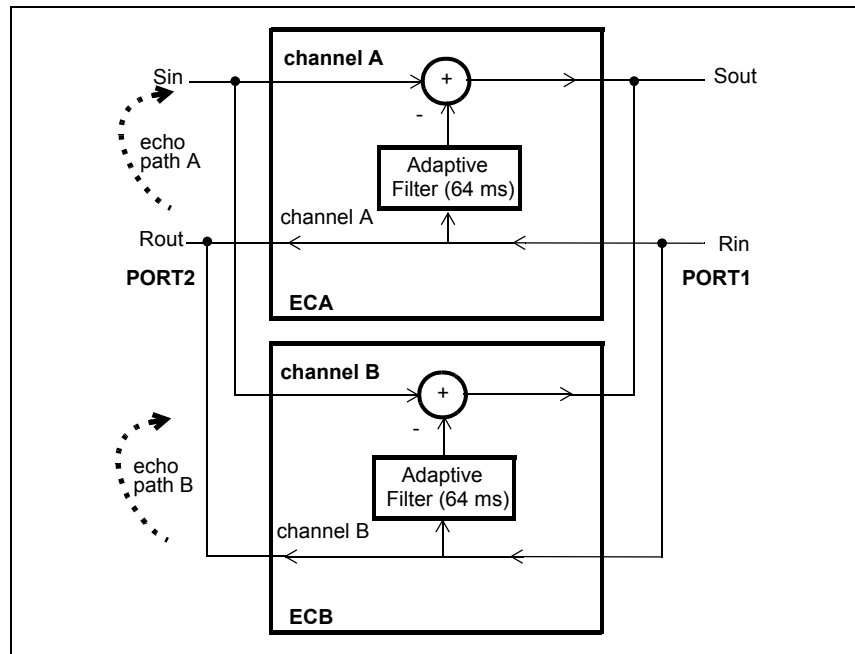 channel A
Sin
+
Sout
-
echo
path A
Adaptive
Filter (64 ms)
channel A
Rout
Rin
PORT2
PORT1
ECA
channel B
+
-
echo
path B
Adaptive
Filter (64 ms)
channel B
ECB